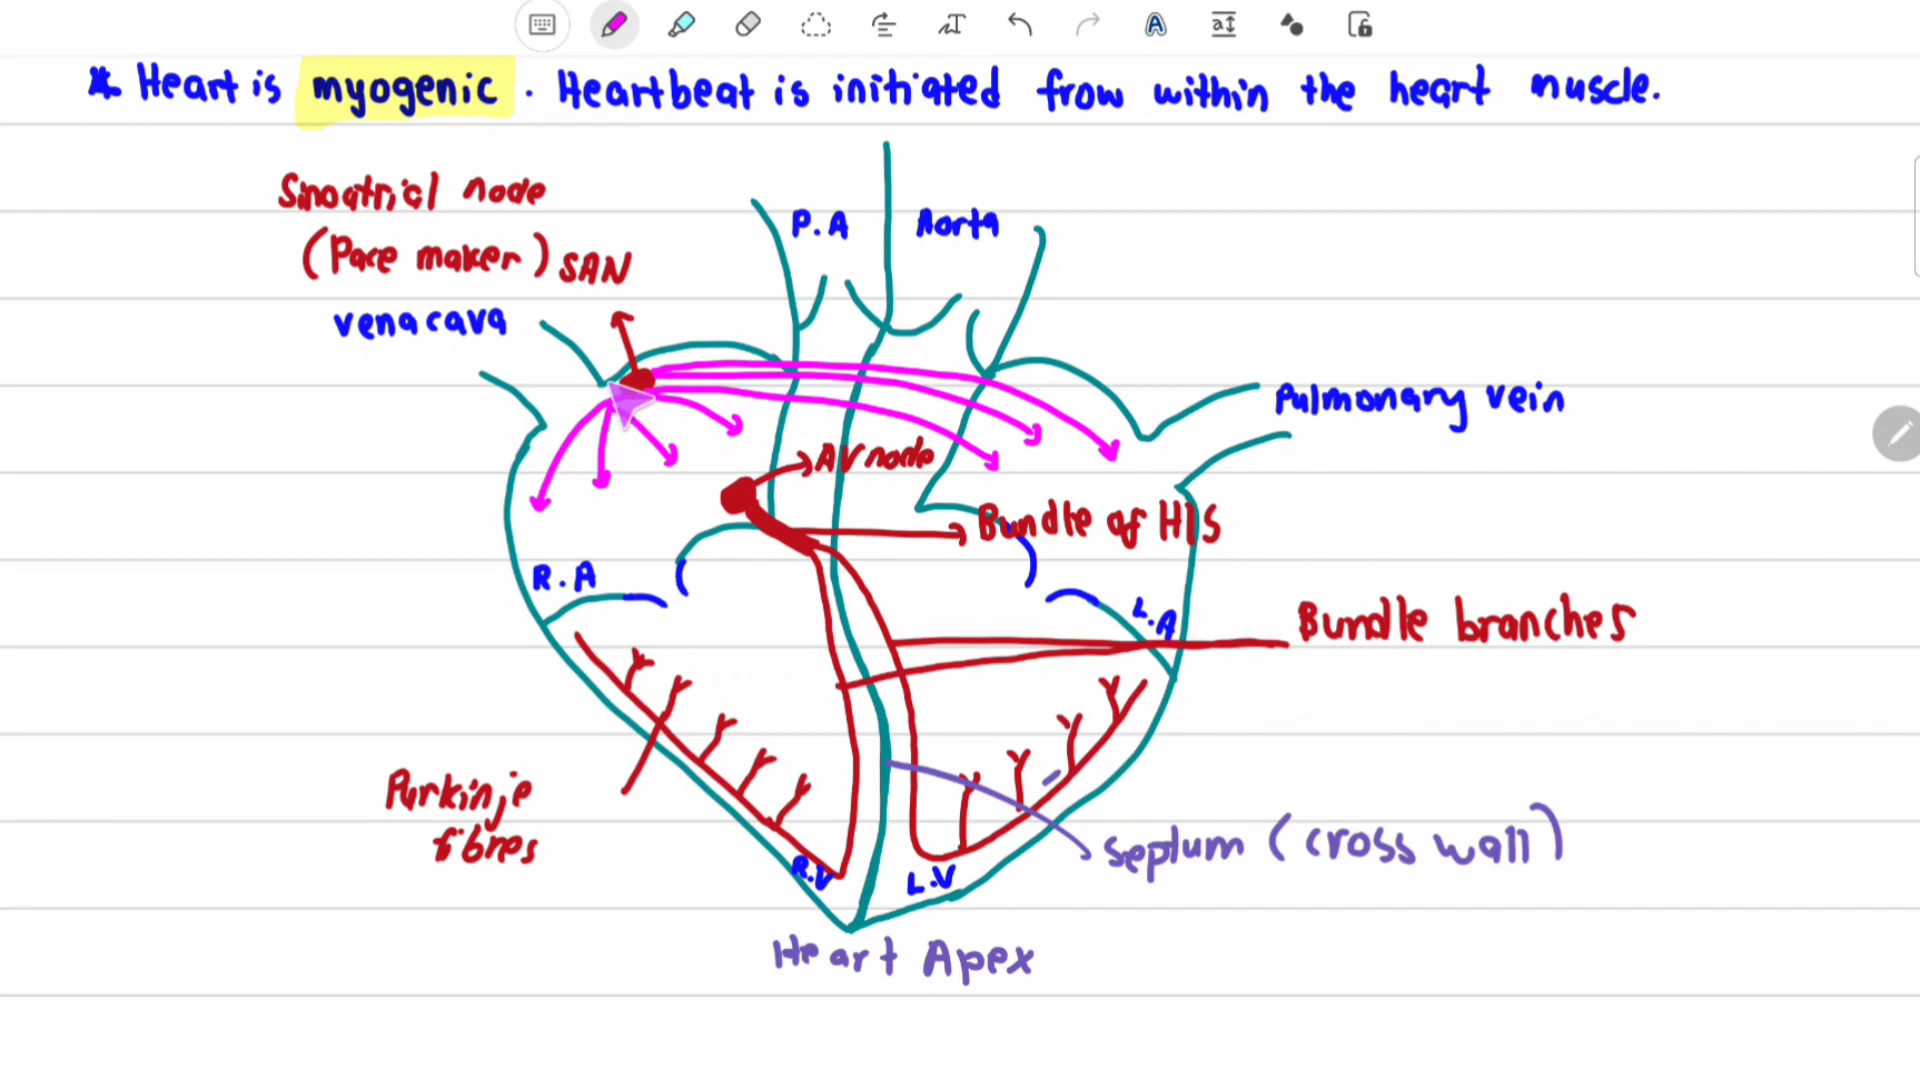 * Heart is myogenic. Heartbeat is initiated from within the heart muscle.
Sinoatrial node
(Pace maker) SAN
vena cava
P.A
Aorta
Pulmonary vein
AV node
Bundle of HIS
R.A
L.A
Bundle branches
Purkinje
fibres
R.V
L.V
Septum (cross wall)
Heart Apex